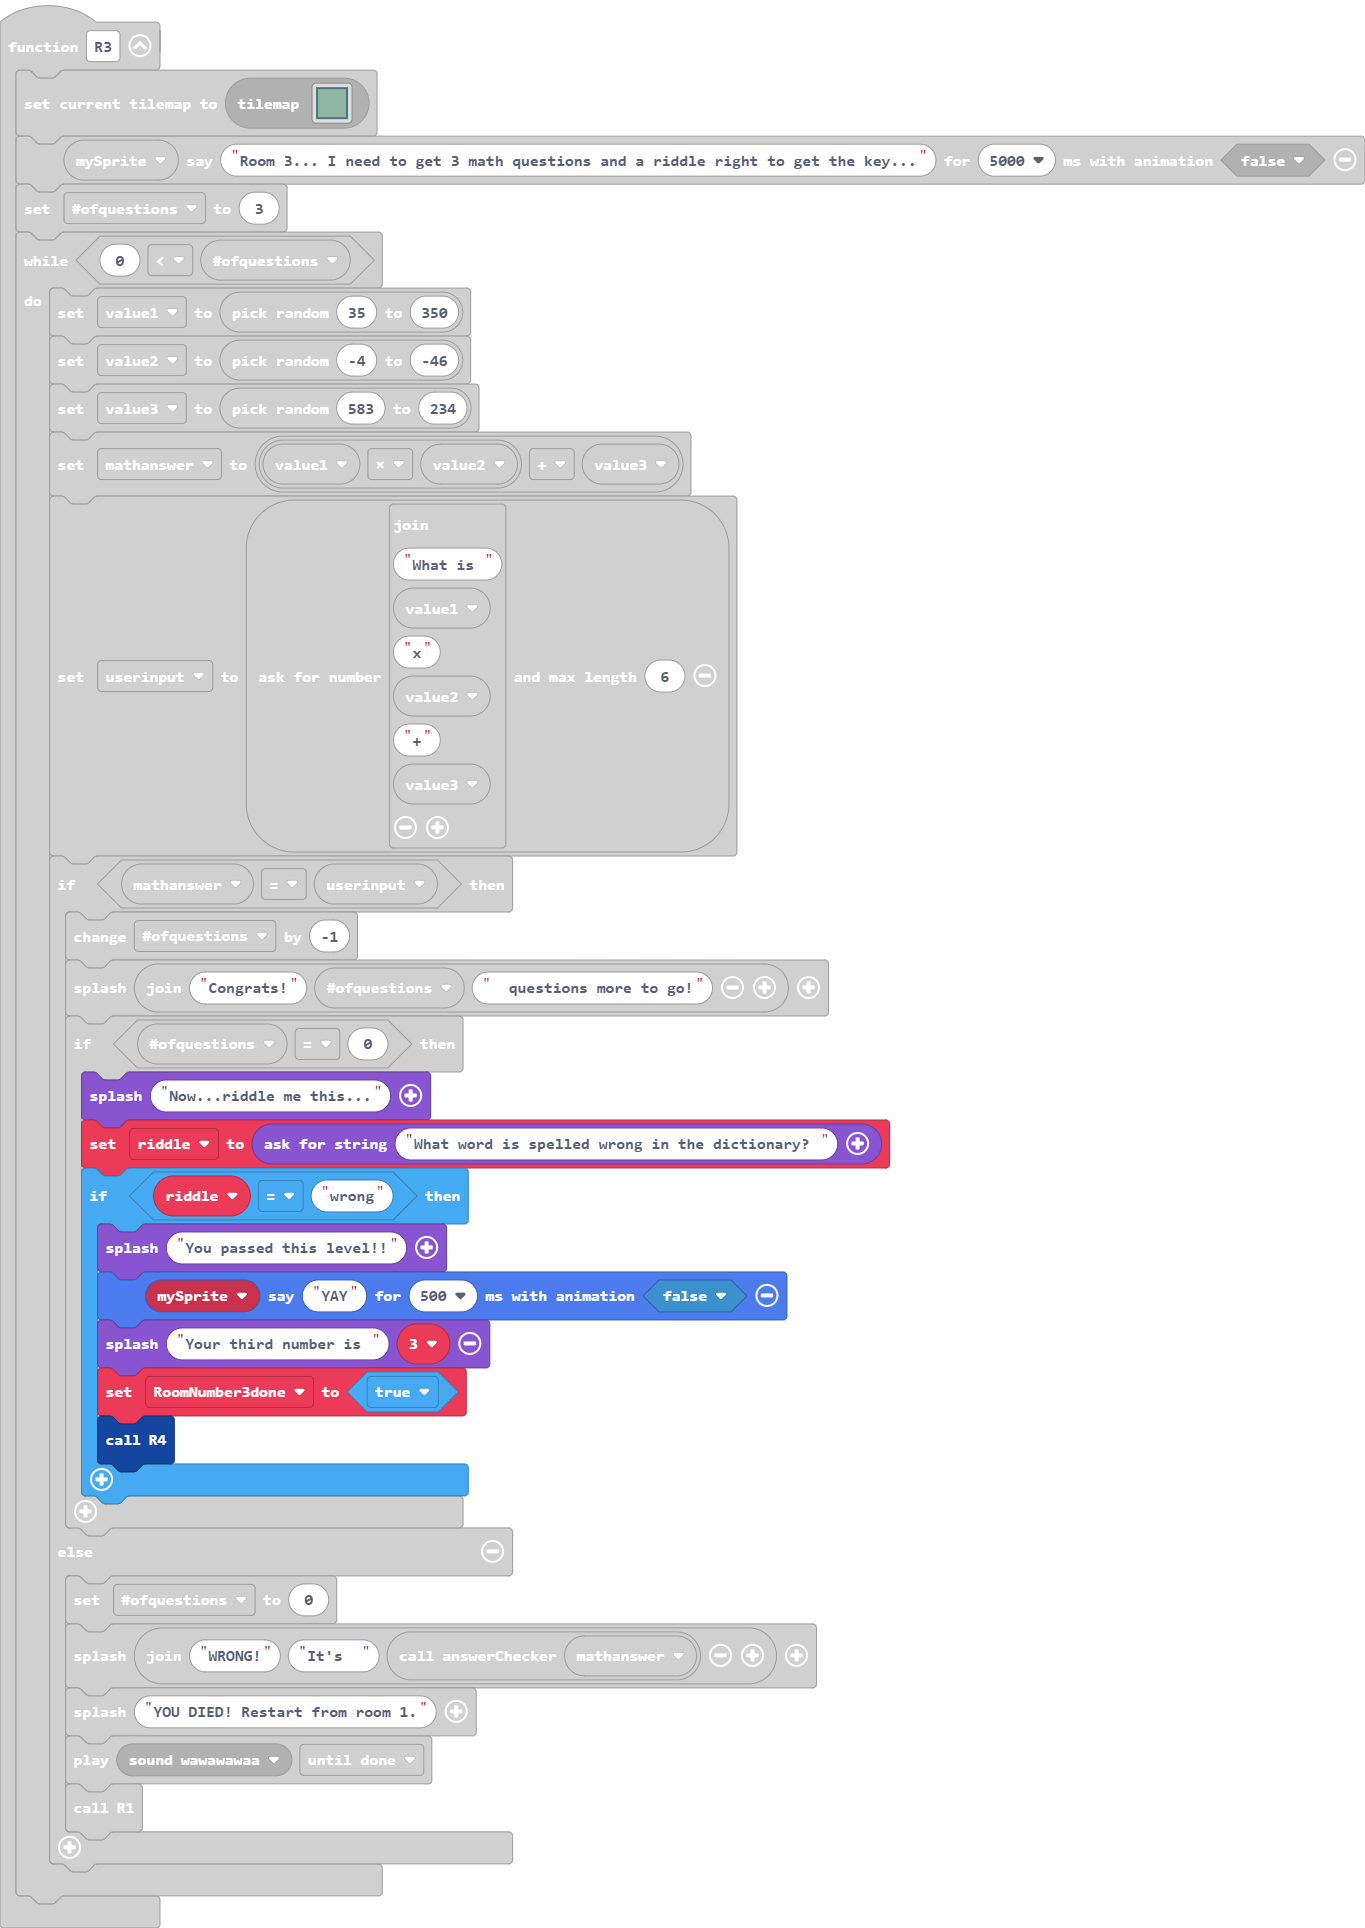 function R3
set current tilemap to tilemap
mySprite say "Room 3... I need to get 3 math questions and a riddle right to get the key..." for 5000 ms with animation false
set #ofquestions to 3
while 0 < #ofquestions
do
set value1 to pick random 35 to 350
set value2 to pick random -4 to -46
set value3 to pick random 583 to 234
set mathanswer to value1 × value2 + value3
join
"What is "
value1
"x"
set userinput to ask for number value2 and max length 6
"+"
value3
if mathanswer = userinput then
change #ofquestions by -1
splash join "Congrats!" #ofquestions "  questions more to go!"
if #ofquestions = 0 then
splash "Now...riddle me this..."
set riddle to ask for string "What word is spelled wrong in the dictionary? "
if riddle = "wrong" then
splash "You passed this level!!"
mySprite say "YAY" for 500 ms with animation false
splash "Your third number is " 3
set RoomNumber3done to true
call R4
else
set #ofquestions to 0
splash join "WRONG!" "It's  " call answerChecker mathanswer
splash "YOU DIED! Restart from room 1."
play sound wawawawaa until done
call R1